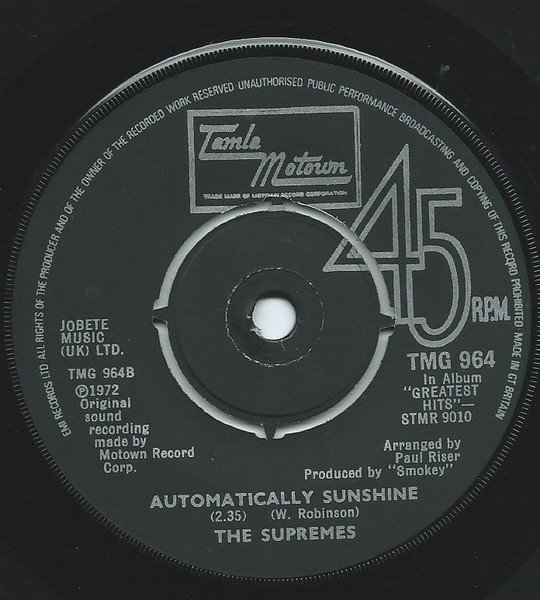 EMI RECORDS LTD ALL RIGHTS OF THE PRODUCER AND OF THE OWNER OF THE RECORDED WORK RESERVED UNAUTHORISED PUBLIC PERFORMANCE BROADCASTING AND COPYING OF THIS RECORD PROHIBITED MADE IN GT BRITAIN
Tamla
Motown
TRADE MARK OF MOTOWN RECORD CORPORATION
45 R.P.M.
JOBETE
MUSIC
(UK) LTD.
TMG 964B
℗1972
Original
sound
recording
made by
Motown Record
Corp.
TMG 964
In Album
"GREATEST
HITS"—
STMR 9010
Arranged by
Paul Riser
Produced by "Smokey"
AUTOMATICALLY SUNSHINE
(2.35) (W. Robinson)
THE SUPREMES